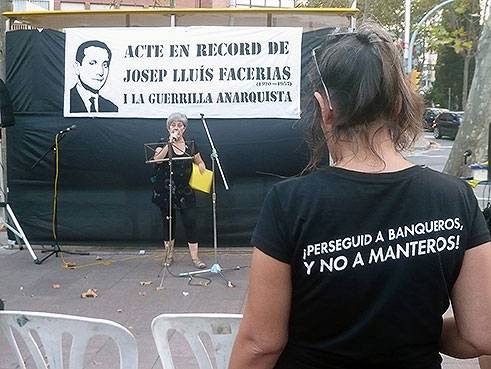 ACTE EN RECORD DE
JOSEP LLUÍS FACERIAS
(1920-1957)
I LA GUERRILLA ANARQUISTA
¡PERSEGUID A BANQUEROS,
Y NO A MANTEROS!